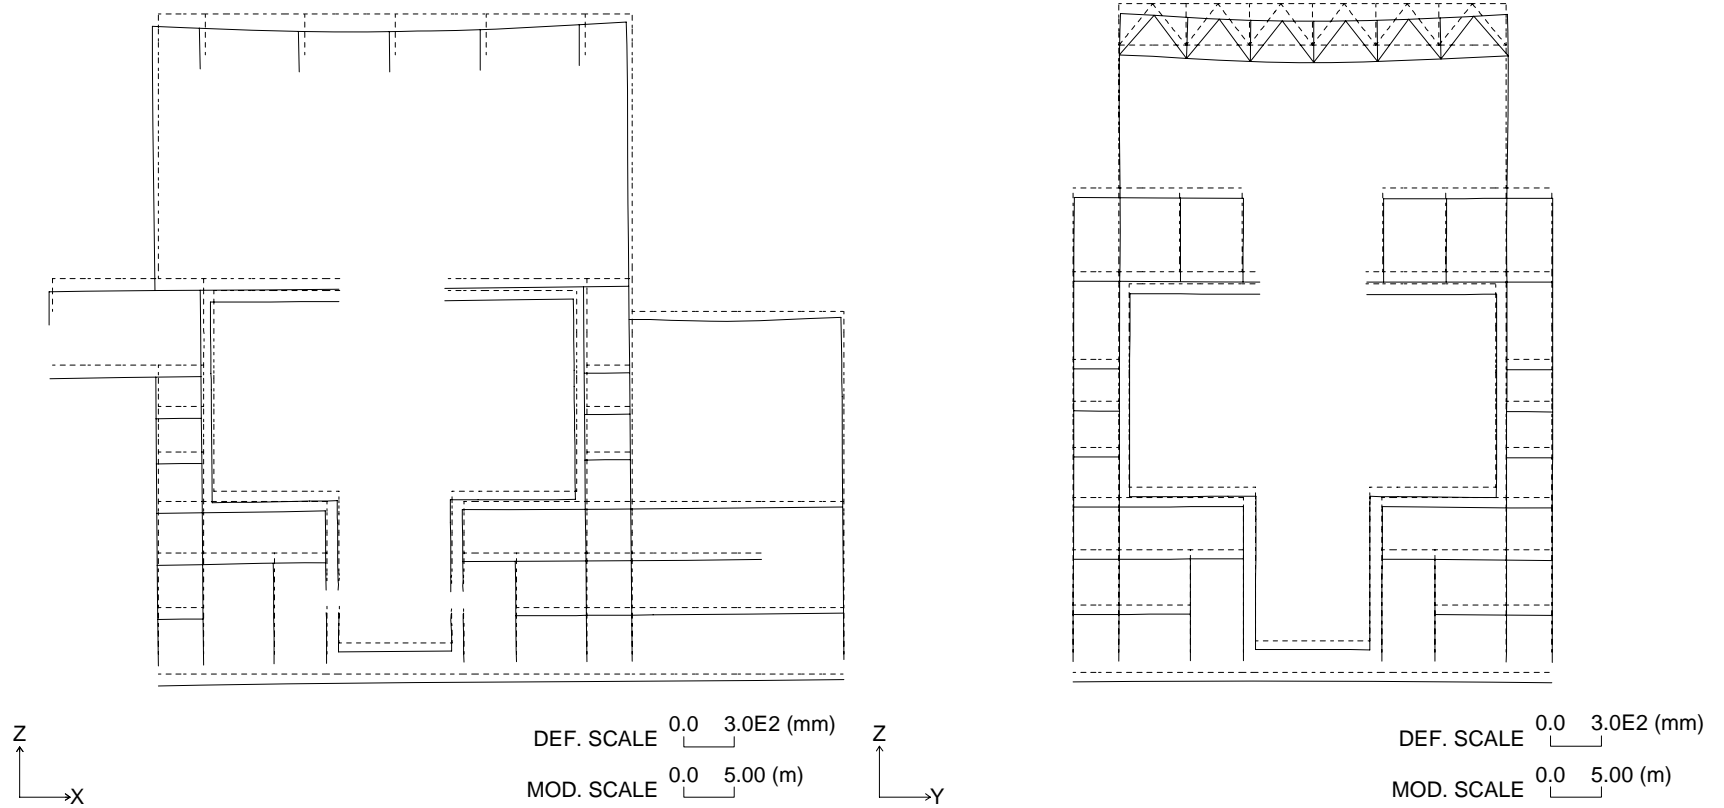 Z
X
DEF. SCALE 0.0 3.0E2 (mm)
MOD. SCALE 0.0 5.00 (m)
Z
Y
DEF. SCALE 0.0 3.0E2 (mm)
MOD. SCALE 0.0 5.00 (m)